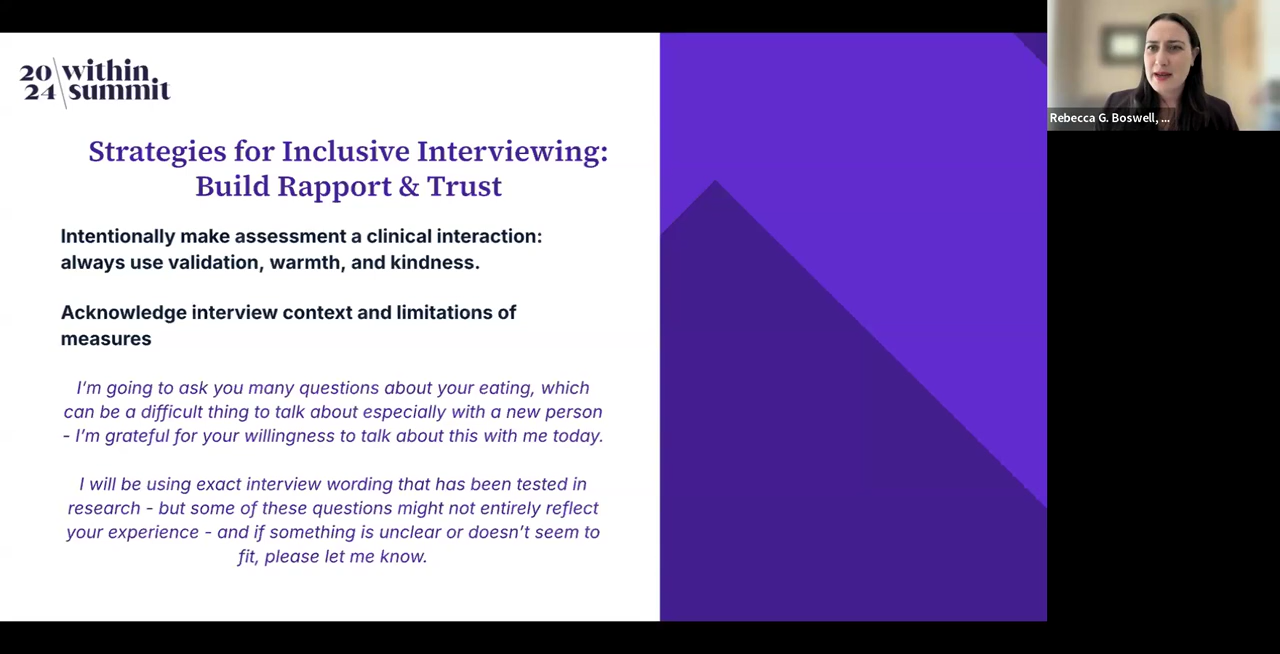 20 within
24 summit
Strategies for Inclusive Interviewing:
Build Rapport & Trust
Intentionally make assessment a clinical interaction:
always use validation, warmth, and kindness.
Acknowledge interview context and limitations of
measures
I'm going to ask you many questions about your eating, which
can be a difficult thing to talk about especially with a new person
- I'm grateful for your willingness to talk about this with me today.
I will be using exact interview wording that has been tested in
research - but some of these questions might not entirely reflect
your experience - and if something is unclear or doesn't seem to
fit, please let me know.
Rebecca G. Boswell, ...